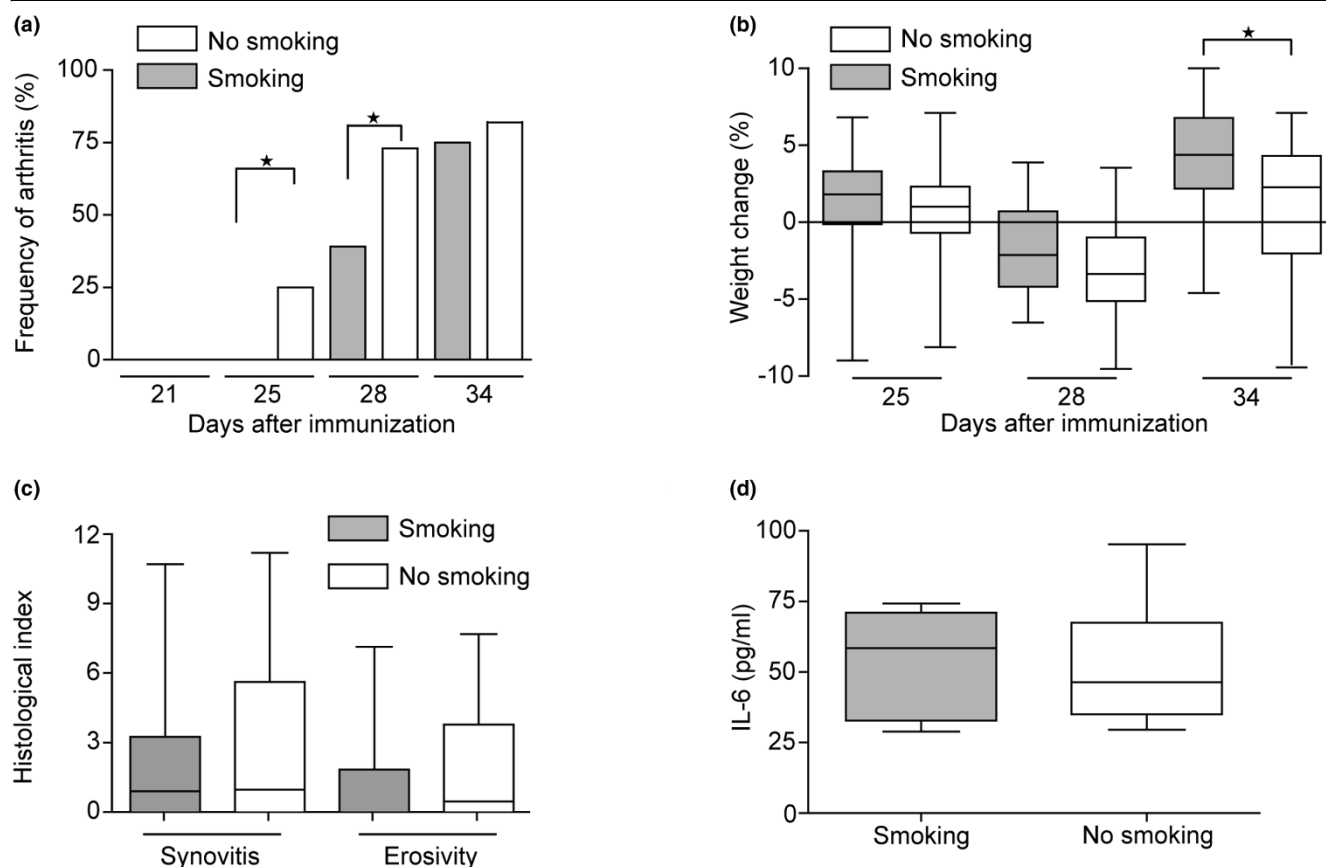 (a)
No smoking
Smoking
100
75
50
25
0
Frequency of arthritis (%)
★
★
21 25 28 34
Days after immunization
(b)
No smoking
Smoking
10
5
0
-5
-10
Weight change (%)
★
25 28 34
Days after immunization
(c)
Smoking
No smoking
12
9
6
3
0
Histological index
Synovitis Erosivity
(d)
100
75
50
25
0
IL-6 (pg/ml)
Smoking No smoking